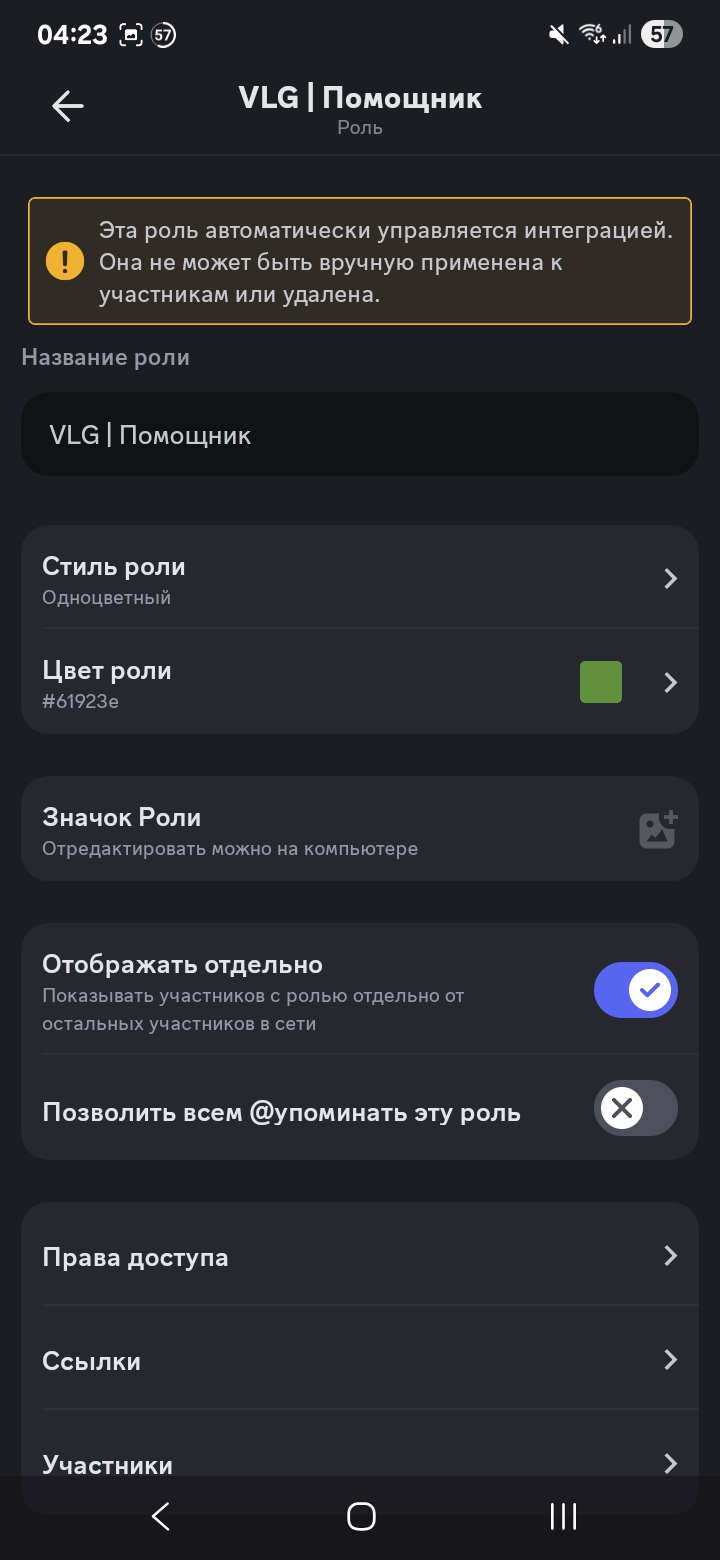 04:23 57 6 57
VLG | Помощник
Роль
Эта роль автоматически управляется интеграцией.
Она не может быть вручную применена к
участникам или удалена.
Название роли
VLG | Помощник
Стиль роли
Одноцветный
Цвет роли
#61923e
Значок Роли
Отредактировать можно на компьютере
Отображать отдельно
Показывать участников с ролью отдельно от
остальных участников в сети
Позволить всем @упоминать эту роль
Права доступа
Ссылки
Участники